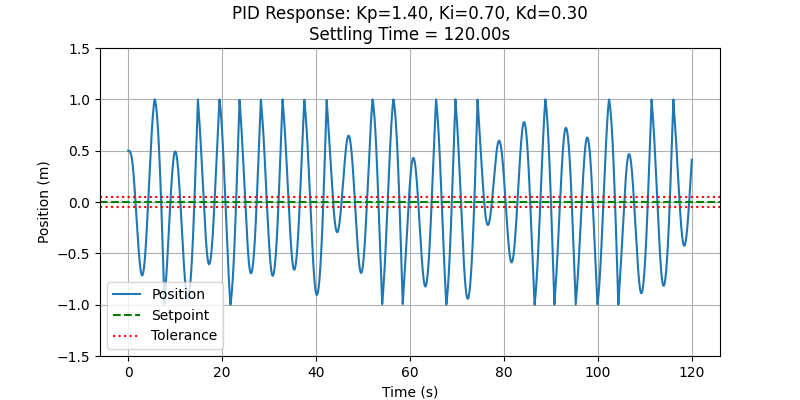 PID Response: Kp=1.40, Ki=0.70, Kd=0.30
Settling Time = 120.00s
1.5
1.0
0.5
0.0
−0.5
−1.0
−1.5
Position (m)
Position
Setpoint
Tolerance
0
20
40
60
80
100
120
Time (s)